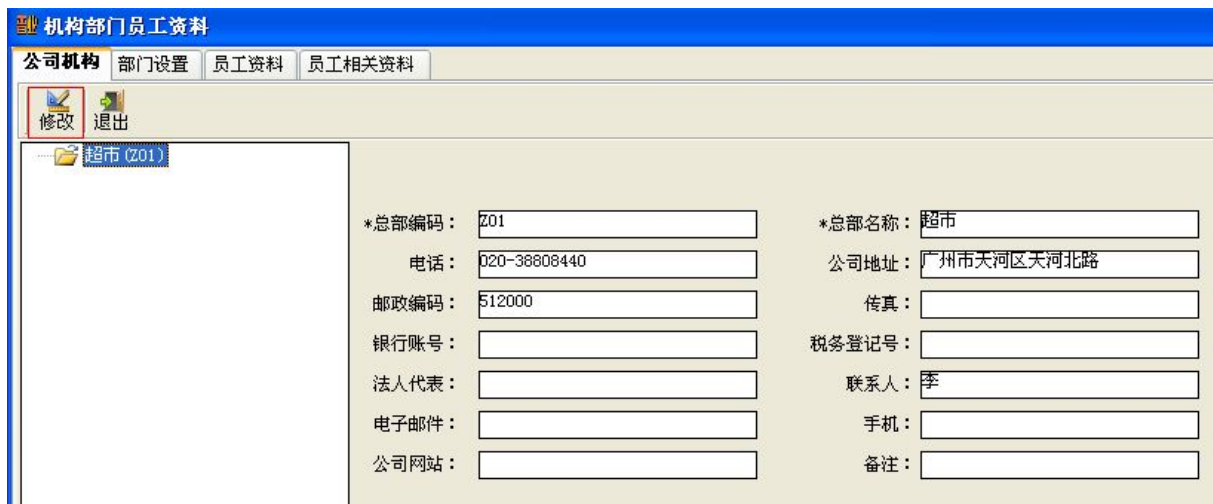 机构部门员工资料
公司机构 部门设置 员工资料 员工相关资料
修改 退出
超市(Z01)
*总部编码： Z01 *总部名称： 超市
电话： 020-38808440 公司地址： 广州市天河区天河北路
邮政编码： 512000 传真：
银行账号： 税务登记号：
法人代表： 联系人： 李
电子邮件： 手机：
公司网站： 备注：